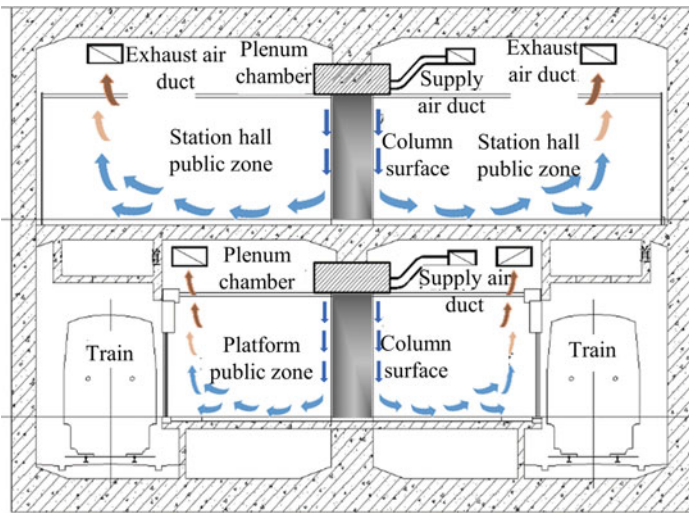 Exhaust air
duct
Plenum
chamber
Supply
air duct
Exhaust
air duct
Station hall
public zone
Column
surface
Station hall
public zone
Plenum
chamber
Supply air
duct
Train
Platform
public zone
Column
surface
Train